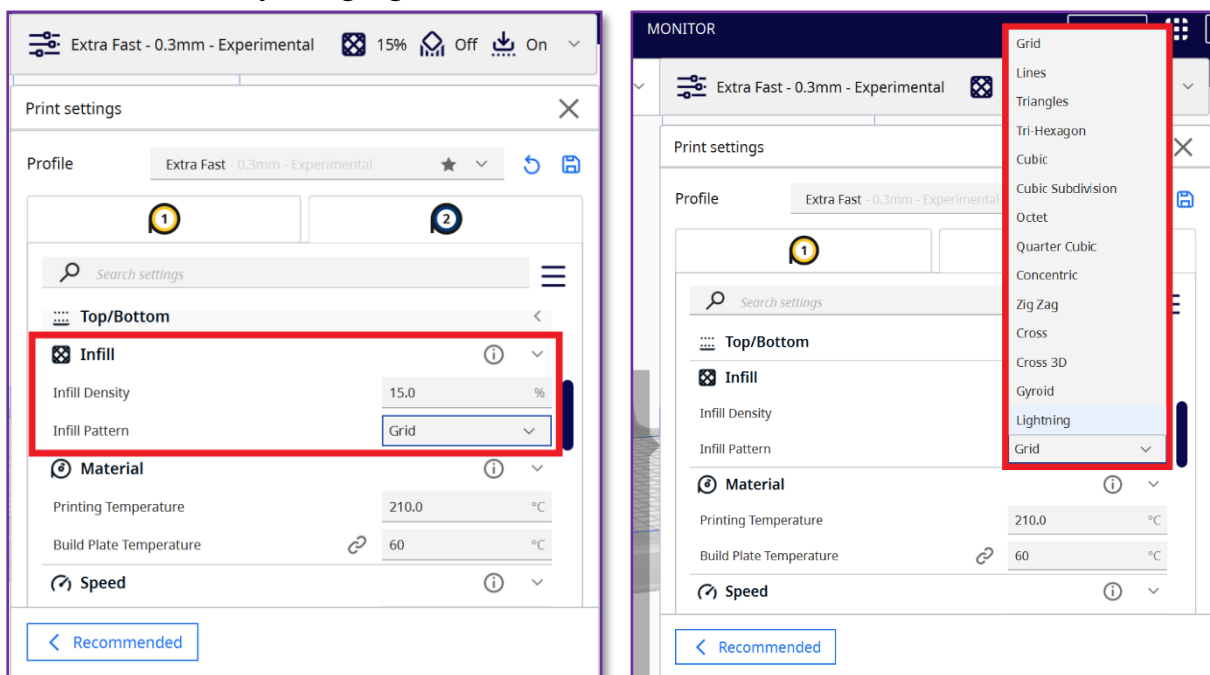 Extra Fast - 0.3mm - Experimental 15% Off On
Print settings
Profile Extra Fast - 0.3mm - Experimental
1 2
Search settings
Top/Bottom
Infill
Infill Density 15.0 %
Infill Pattern Grid
Material
Printing Temperature 210.0 °C
Build Plate Temperature 60 °C
Speed
Recommended
MONITOR
Extra Fast - 0.3mm - Experimental
Print settings
Profile Extra Fast - 0.3mm - Experimental
1
Search settings
Top/Bottom
Infill
Infill Density
Infill Pattern
Grid
Lines
Triangles
Tri-Hexagon
Cubic
Cubic Subdivision
Octet
Quarter Cubic
Concentric
Zig Zag
Cross
Cross 3D
Gyroid
Lightning
Grid
Material
Printing Temperature 210.0 °C
Build Plate Temperature 60 °C
Speed
Recommended